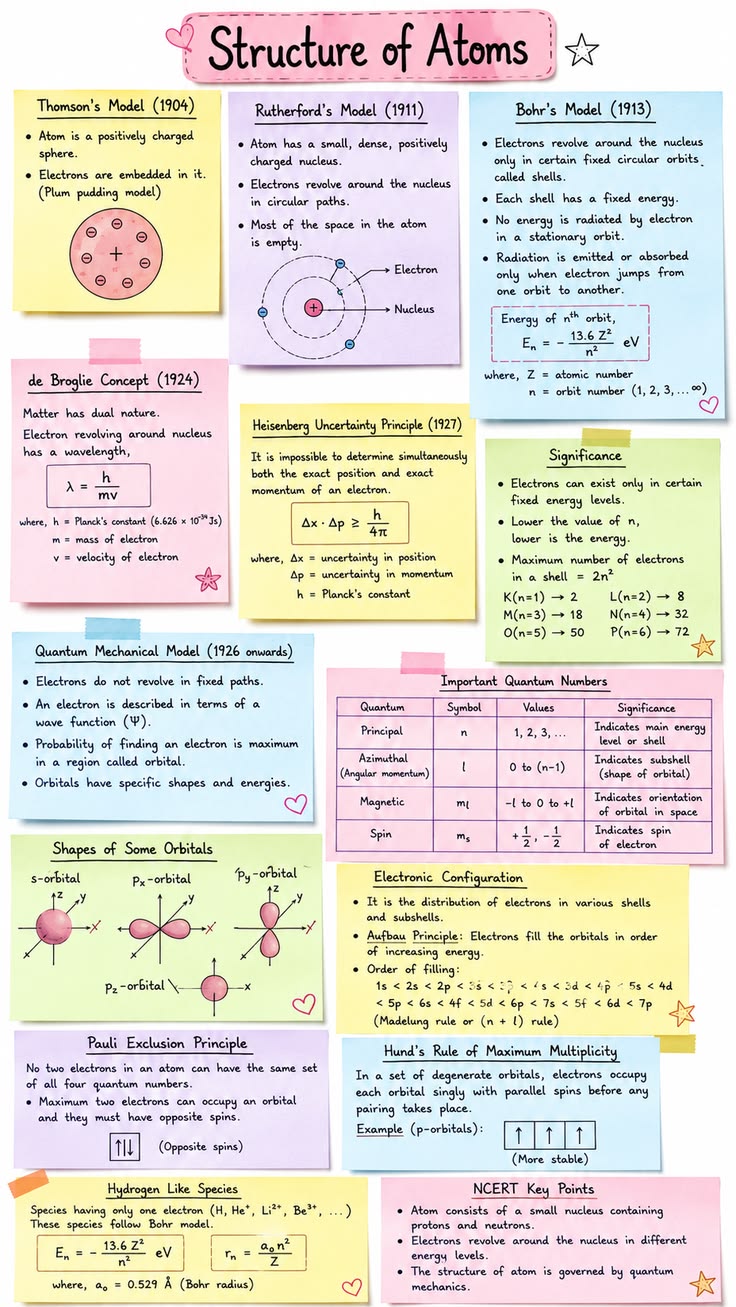 Structure of Atoms
Thomson's Model (1904)
• Atom is a positively charged
sphere.
• Electrons are embedded in it.
(Plum pudding model)
+
Rutherford's Model (1911)
• Atom has a small, dense, positively
charged nucleus.
• Electrons revolve around the nucleus
in circular paths.
• Most of the space in the atom
is empty.
Electron
+ Nucleus
Bohr's Model (1913)
• Electrons revolve around the nucleus
only in certain fixed circular orbits
called shells.
• Each shell has a fixed energy.
• No energy is radiated by electron
in a stationary orbit.
• Radiation is emitted or absorbed
only when electron jumps from
one orbit to another.
Energy of nᵗʰ orbit,
Eₙ = − 13.6 Z² / n² eV
where, Z = atomic number
n = orbit number (1, 2, 3, ... ∞)
de Broglie Concept (1924)
Matter has dual nature.
Electron revolving around nucleus
has a wavelength,
λ = h / mv
where, h = Planck's constant (6.626 × 10⁻³⁴ Js)
m = mass of electron
v = velocity of electron
Heisenberg Uncertainty Principle (1927)
It is impossible to determine simultaneously
both the exact position and exact
momentum of an electron.
Δx · Δp ≥ h / 4π
where, Δx = uncertainty in position
Δp = uncertainty in momentum
h = Planck's constant
Significance
• Electrons can exist only in certain
fixed energy levels.
• Lower the value of n,
lower is the energy.
• Maximum number of electrons
in a shell = 2n²
K(n=1) → 2 L(n=2) → 8
M(n=3) → 18 N(n=4) → 32
O(n=5) → 50 P(n=6) → 72
Quantum Mechanical Model (1926 onwards)
• Electrons do not revolve in fixed paths.
• An electron is described in terms of a
wave function (Ψ).
• Probability of finding an electron is maximum
in a region called orbital.
• Orbitals have specific shapes and energies.
Important Quantum Numbers
Quantum Symbol Values Significance
Principal n 1, 2, 3, ... Indicates main energy
level or shell
Azimuthal l 0 to (n-1) Indicates subshell
(Angular momentum) (shape of orbital)
Magnetic mₗ −l to 0 to +l Indicates orientation
of orbital in space
Spin mₛ +1/2, −1/2 Indicates spin
of electron
Shapes of Some Orbitals
s-orbital pₓ-orbital Py-orbital
z y x
y x
z x
p_z-orbital x
Electronic Configuration
• It is the distribution of electrons in various shells
and subshells.
• Aufbau Principle: Electrons fill the orbitals in order
of increasing energy.
• Order of filling:
1s < 2s < 2p < < 3d < 4p < 5s < 4d
< 5p < 6s < 4f < 5d < 6p < 7s < 5f < 6d < 7p
(Madelung rule or (n + l) rule)
Pauli Exclusion Principle
No two electrons in an atom can have the same set
of all four quantum numbers.
• Maximum two electrons can occupy an orbital
and they must have opposite spins.
(Opposite spins)
Hund's Rule of Maximum Multiplicity
In a set of degenerate orbitals, electrons occupy
each orbital singly with parallel spins before any
pairing takes place.
Example (p-orbitals): ↑ ↑ ↑
(More stable)
Hydrogen Like Species
Species having only one electron (H, He⁺, Li²⁺, Be³⁺, ...)
These species follow Bohr model.
Eₙ = − 13.6 Z² / n² eV rₙ = a₀n² / Z
where, a₀ = 0.529 Å (Bohr radius)
NCERT Key Points
• Atom consists of a small nucleus containing
protons and neutrons.
• Electrons revolve around the nucleus in different
energy levels.
• The structure of atom is governed by quantum
mechanics.